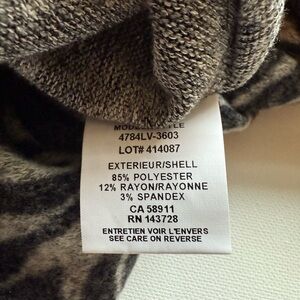 4784LV-3603
LOT# 414087
EXTERIEUR/SHELL
85% POLYESTER
12% RAYON/RAYONNE
3% SPANDEX
CA 58911
RN 143728
ENTRETIEN VOIR L'ENVERS
SEE CARE ON REVERSE